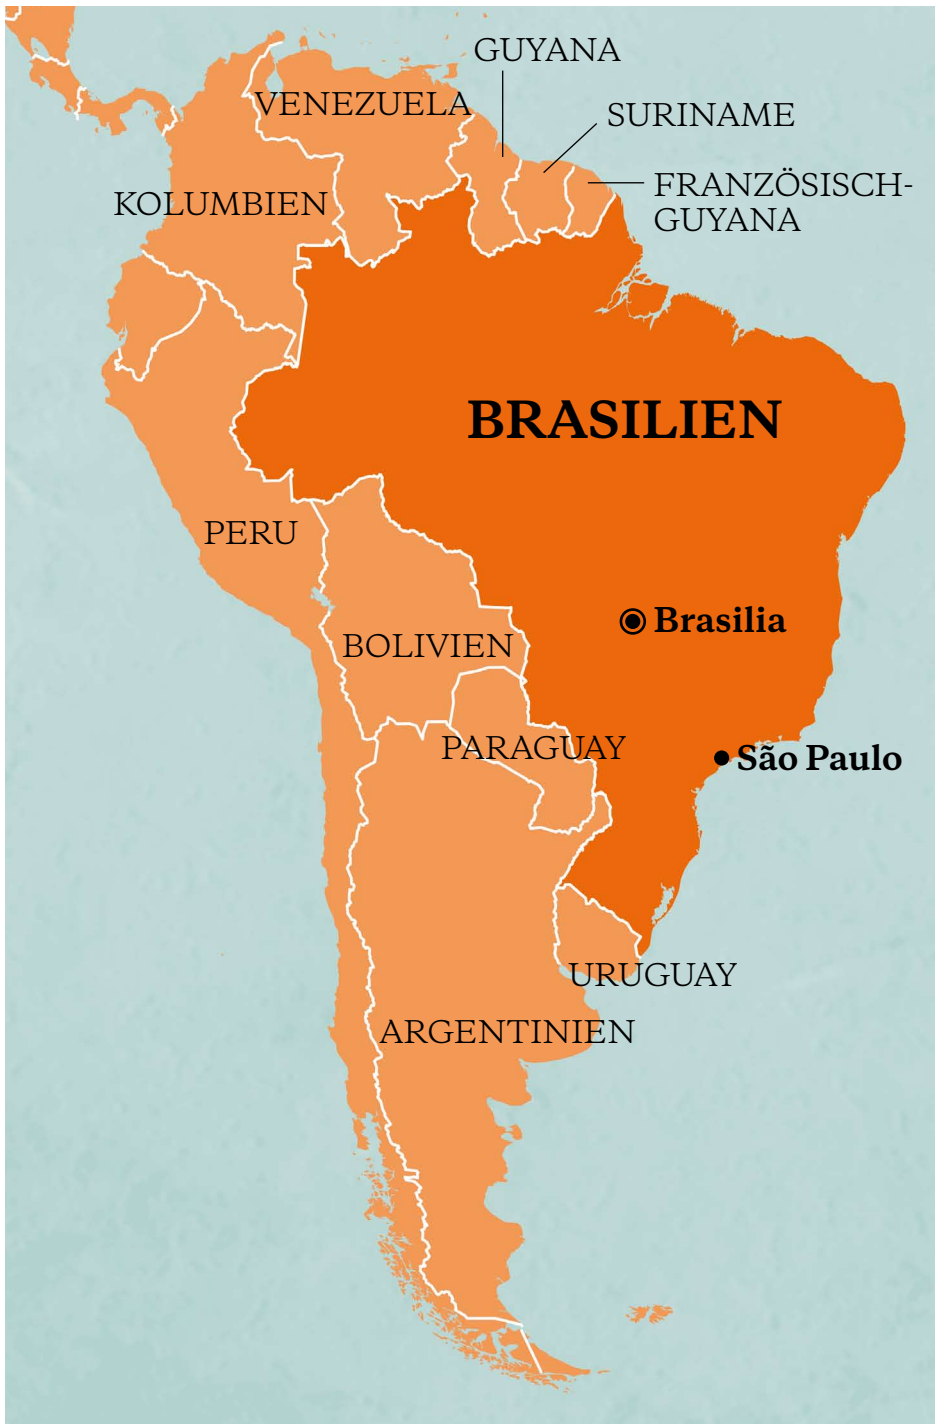 GUYANA
VENEZUELA
SURINAME
FRANZÖSISCH-
GUYANA
KOLUMBIEN
BRASILIEN
PERU
Brasilia
BOLIVIEN
PARAGUAY
São Paulo
URUGUAY
ARGENTINIEN